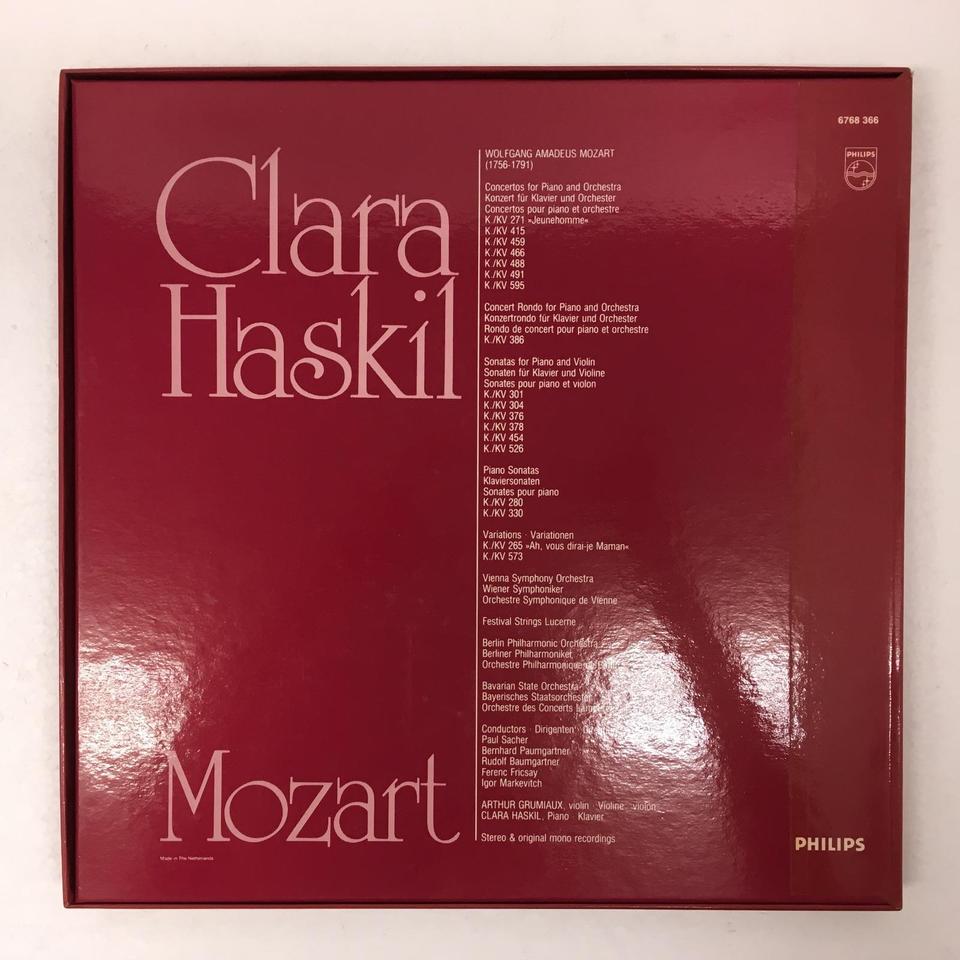 6768 366
PHILIPS
Clara
Haskil
Mozart
Made in The Netherlands
WOLFGANG AMADEUS MOZART
(1756-1791)
Concertos for Piano and Orchestra
Konzert für Klavier und Orchester
Concertos pour piano et orchestre
K./KV 271 »Jeunehomme«
K./KV 415
K./KV 459
K./KV 466
K./KV 488
K./KV 491
K./KV 595
Concert Rondo for Piano and Orchestra
Konzertrondo für Klavier und Orchester
Rondo de concert pour piano et orchestre
K./KV 386
Sonatas for Piano and Violin
Sonaten für Klavier und Violine
Sonates pour piano et violon
K./KV 301
K./KV 304
K./KV 376
K./KV 378
K./KV 454
K./KV 526
Piano Sonatas
Klaviersonaten
Sonates pour piano
K./KV 280
K./KV 330
Variations · Variationen
K./KV 265 »Ah, vous dirai-je Maman«
K./KV 573
Vienna Symphony Orchestra
Wiener Symphoniker
Orchestre Symphonique de Vienne
Festival Strings Lucerne
Berlin Philharmonic Orchestra
Berliner Philharmoniker
Orchestre Philharmonique de
Bavarian State Orchestra
Bayerisches Staatsorchester
Orchestre des Concerts
Conductors · Dirigenten
Paul Sacher
Bernhard Paumgartner
Rudolf Baumgartner
Ferenc Fricsay
Igor Markevitch
ARTHUR GRUMIAUX, violin · Violine · violon
CLARA HASKIL, Piano · Klavier
Stereo & original mono recordings
PHILIPS